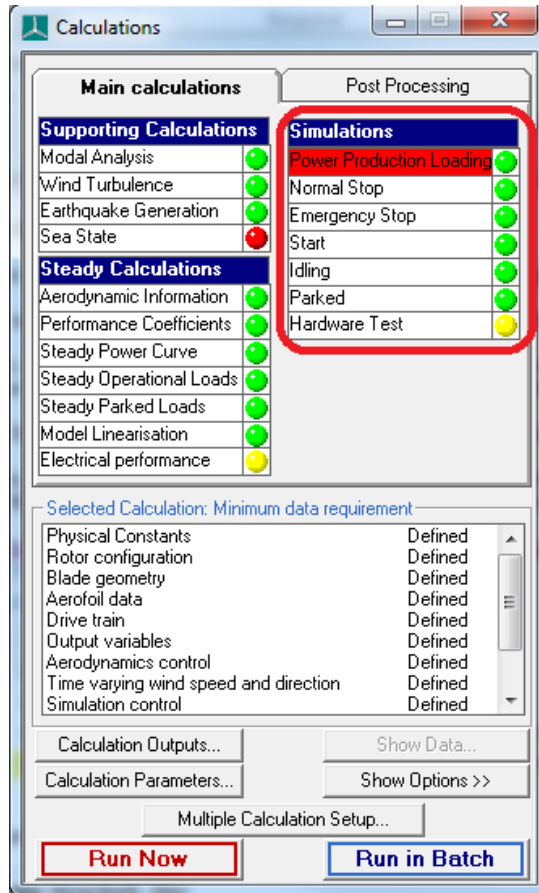 Calculations
Main calculations
Post Processing
Supporting Calculations
Modal Analysis
Wind Turbulence
Earthquake Generation
Sea State
Steady Calculations
Aerodynamic Information
Performance Coefficients
Steady Power Curve
Steady Operational Loads
Steady Parked Loads
Model Linearisation
Electrical performance
Simulations
Power Production Loading
Normal Stop
Emergency Stop
Start
Idling
Parked
Hardware Test
Selected Calculation: Minimum data requirement
Physical Constants Defined
Rotor configuration Defined
Blade geometry Defined
Aerofoil data Defined
Drive train Defined
Output variables Defined
Aerodynamics control Defined
Time varying wind speed and direction Defined
Simulation control Defined
Calculation Outputs...
Show Data...
Calculation Parameters...
Show Options >>
Multiple Calculation Setup...
Run Now
Run in Batch